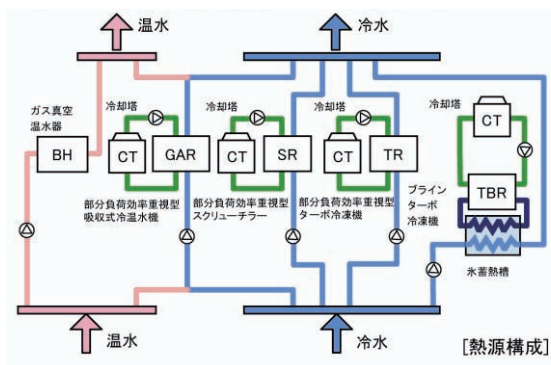 温水
冷水
ガス真空
温水器
BH
冷却塔
CT
GAR
部分負荷効率重視型
吸収式冷温水機
冷却塔
CT
SR
部分負荷効率重視型
スクリューチラー
冷却塔
CT
TR
部分負荷効率重視型
ターボ冷凍機
冷却塔
CT
TBR
ブライン
ターボ
冷凍機
氷蓄熱槽
温水
冷水
[熱源構成]